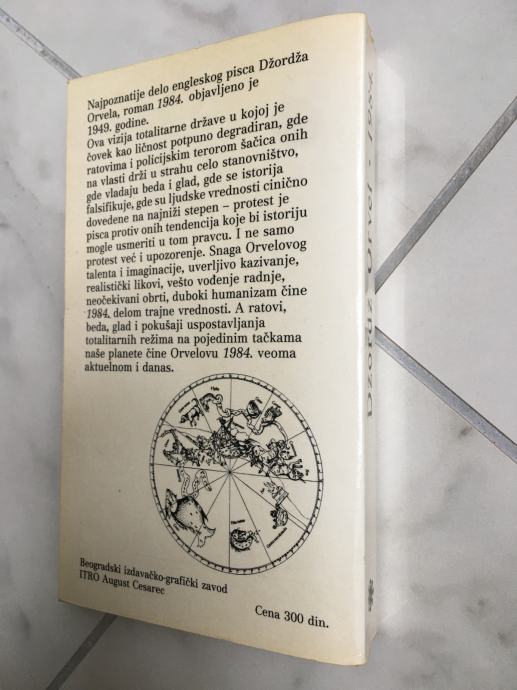 Najpoznatije delo engleskog pisca Džordža
Orvela, roman 1984. objavljeno je
1949. godine.
Ova vizija totalitarne države u kojoj je
čovek kao ličnost potpuno degradiran, gde
ratovima i policijskim terorom šačica onih
na vlasti drži u strahu celo stanovništvo,
gde vladaju beda i glad, gde se istorija
falsifikuje, gde su ljudske vrednosti cinično
dovedene na najniži stepen – protest je
pisca protiv onih tendencija koje bi istoriju
mogle usmeriti u tom pravcu. I ne samo
protest već i upozorenje. Snaga Orvelovog
talenta i imaginacije, uverljivo kazivanje,
realistički likovi, vešto vođenje radnje,
neočekivani obrti, duboki humanizam čine
1984. delom trajne vrednosti. A ratovi,
beda, glad i pokušaji uspostavljanja
totalitarnih režima na pojedinim tačkama
naše planete čine Orvelovu 1984. veoma
aktuelnom i danas.
Beogradski izdavačko-grafički zavod
ITRO August Cesarec
Cena 300 din.
Džordž Orvel · 1984